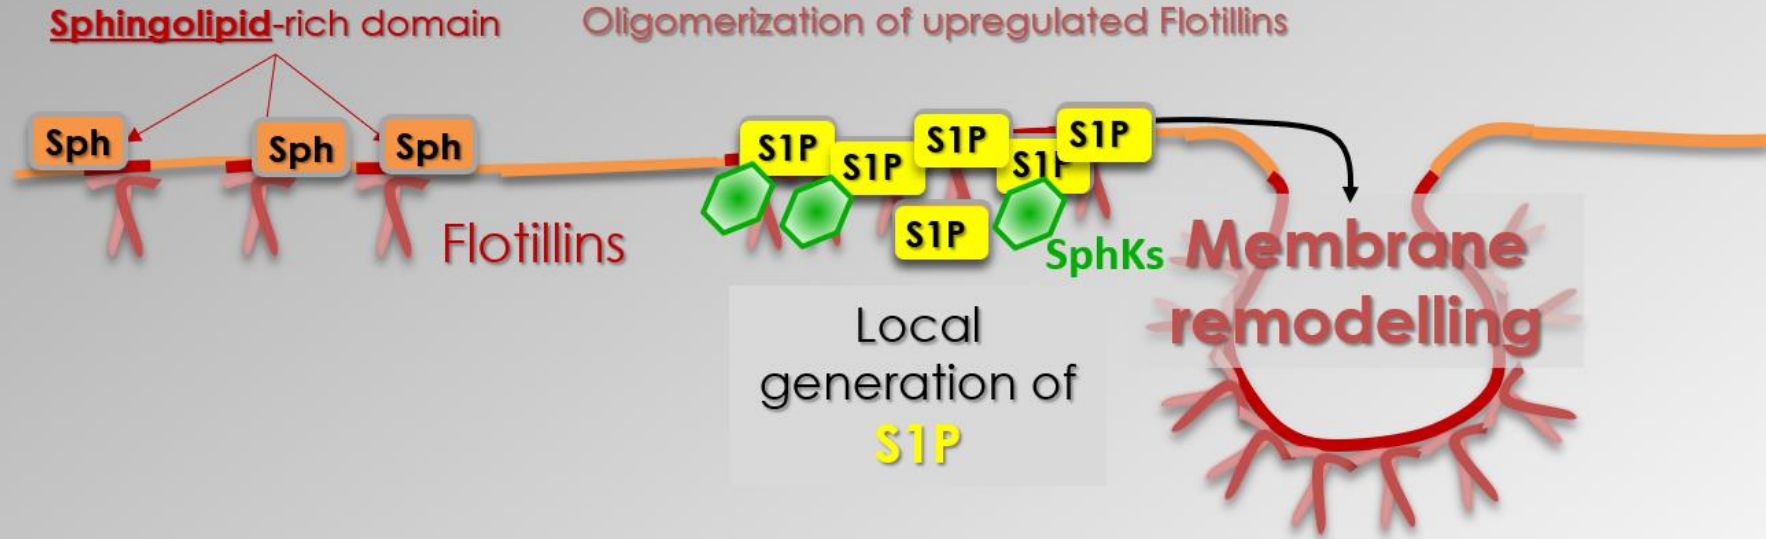 Sphingolipid-rich domain
Oligomerization of upregulated Flotillins
Sph
Sph
Sph
S1P
S1P
S1P
S1P
S1P
S1P
Flotillins
SphKs
Membrane
remodelling
Local
generation of
S1P